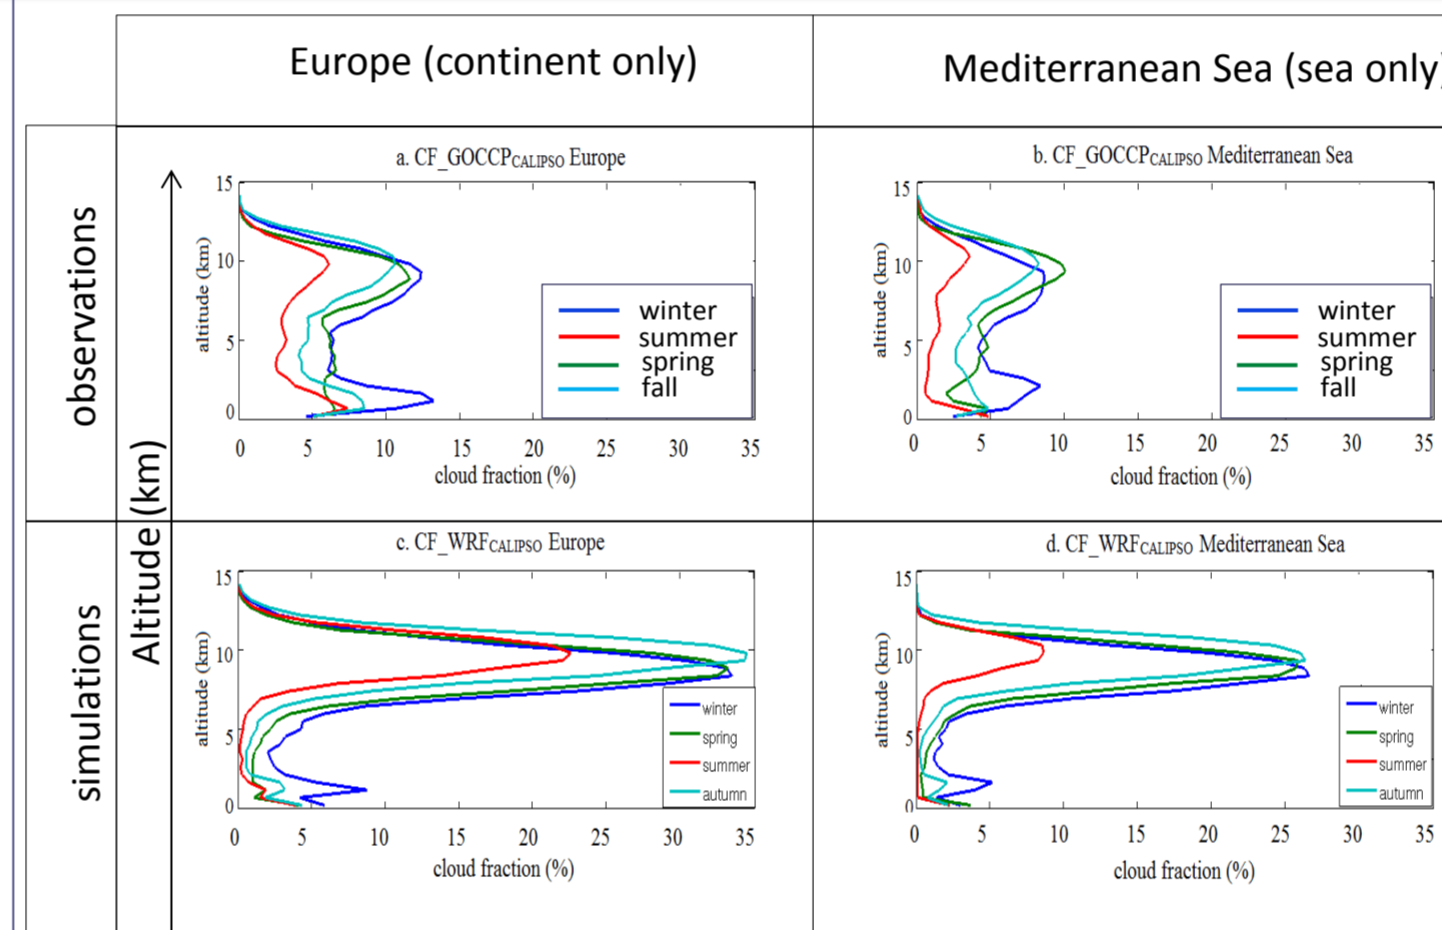 Europe (continent only)
Mediterranean Sea (sea only)
observations
simulations
Altitude (km)
a. CF_GOCCPCALIPSO Europe
15
10
5
0
altitude (km)
0 5 10 15 20 25 30 35
cloud fraction (%)
winter
summer
spring
fall
b. CF_GOCCPCALIPSO Mediterranean Sea
15
10
5
0
altitude (km)
0 5 10 15 20 25 30 35
cloud fraction (%)
winter
summer
spring
fall
c. CF_WRFCALIPSO Europe
15
10
5
0
altitude (km)
0 5 10 15 20 25 30 35
cloud fraction (%)
winter
spring
summer
autumn
d. CF_WRFCALIPSO Mediterranean Sea
15
10
5
0
altitude (km)
0 5 10 15 20 25 30 35
cloud fraction (%)
winter
spring
summer
autumn